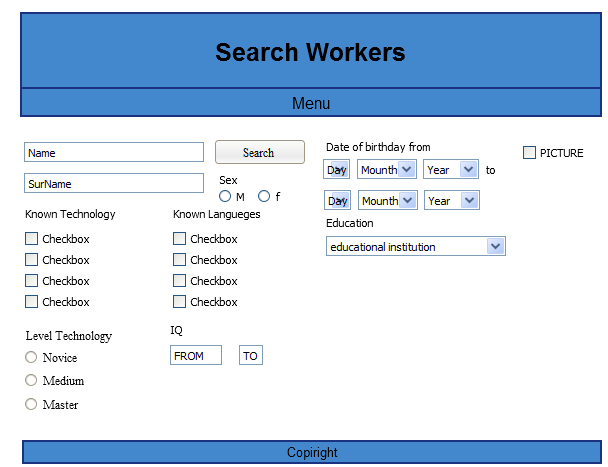 Search Workers
Menu
Name
Search
Date of birthday from
PICTURE
Day Mounth Year to
SurName
Sex
M f
Day Mounth Year
Known Technology
Known Langueges
Education
Checkbox Checkbox
educational institution
Checkbox Checkbox
Checkbox Checkbox
Checkbox Checkbox
Level Technology
IQ
Novice
FROM TO
Medium
Master
Copiright